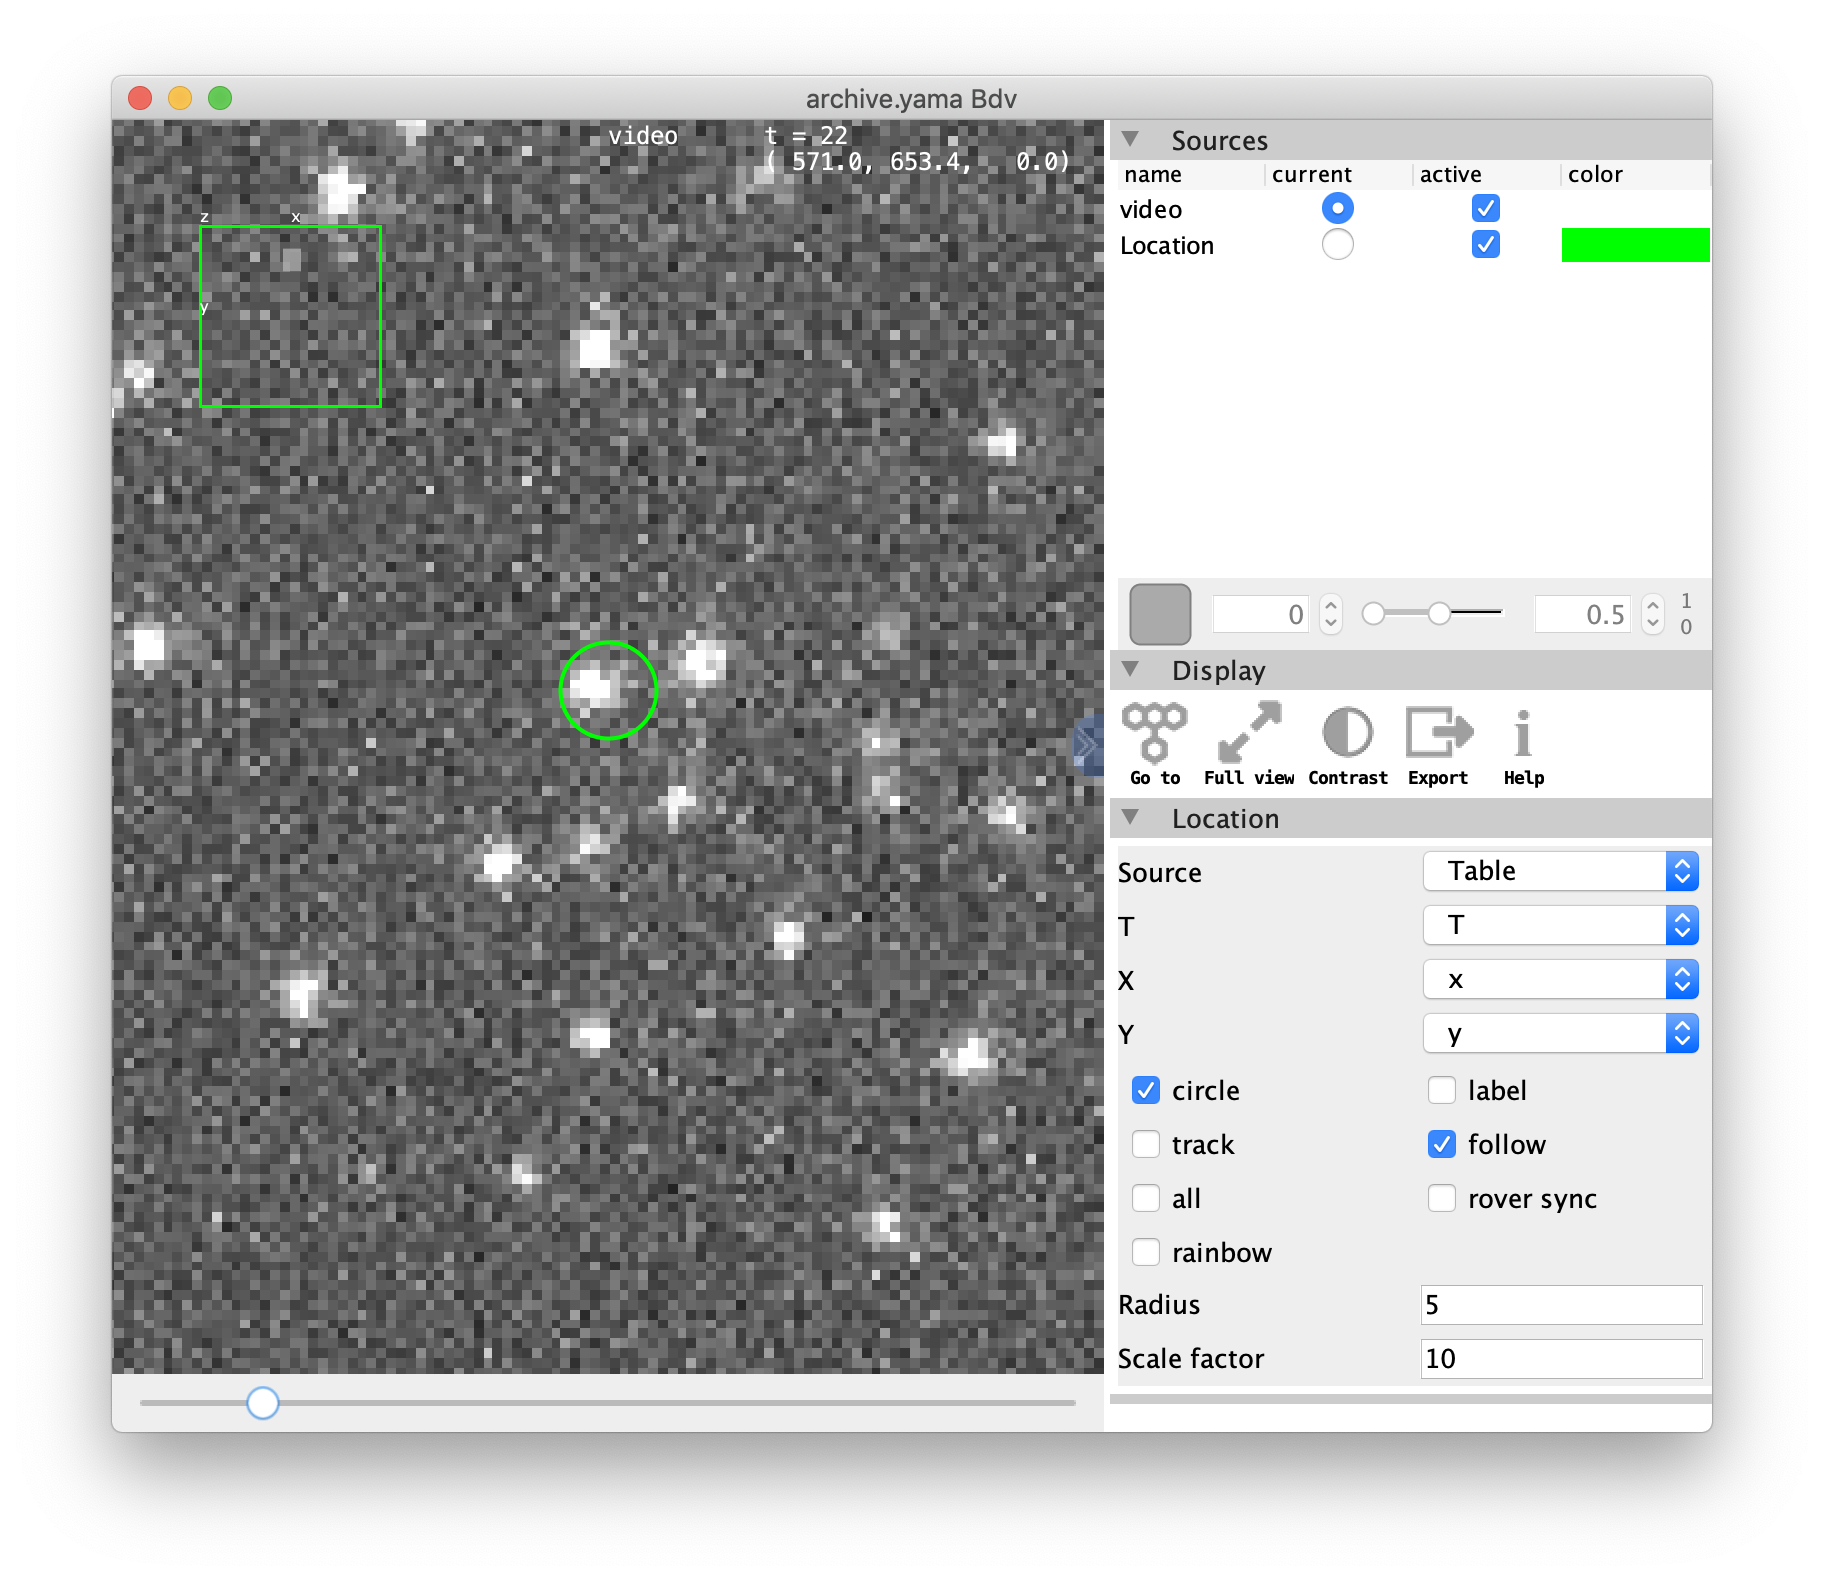 archive.yama Bdv
video t = 22
( 571.0, 653.4, 0.0)
z x
y
Sources
name current active color
video
Location
0 0.5 1
0
Display
Go to Full view Contrast Export Help
Location
Source Table
T T
X x
Y y
circle label
track follow
all rover sync
rainbow
Radius 5
Scale factor 10